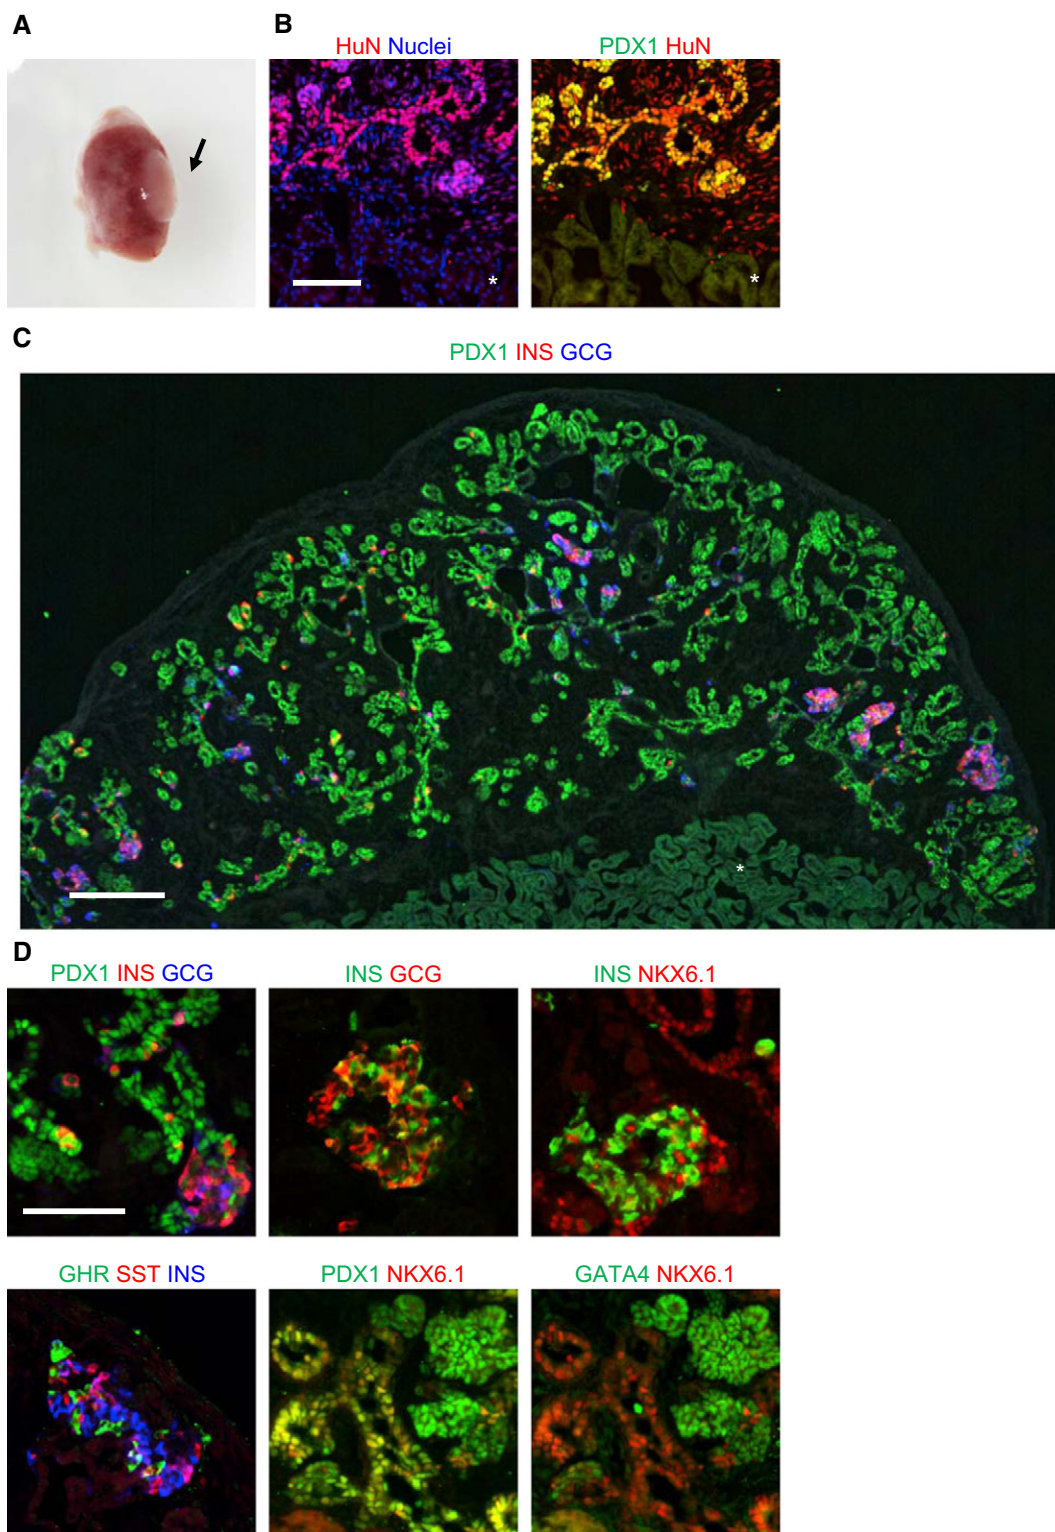 A
B
HuN Nuclei
PDX1 HuN
*
*
C
PDX1 INS GCG
*
D
PDX1 INS GCG
INS GCG
INS NKX6.1
GHR SST INS
PDX1 NKX6.1
GATA4 NKX6.1